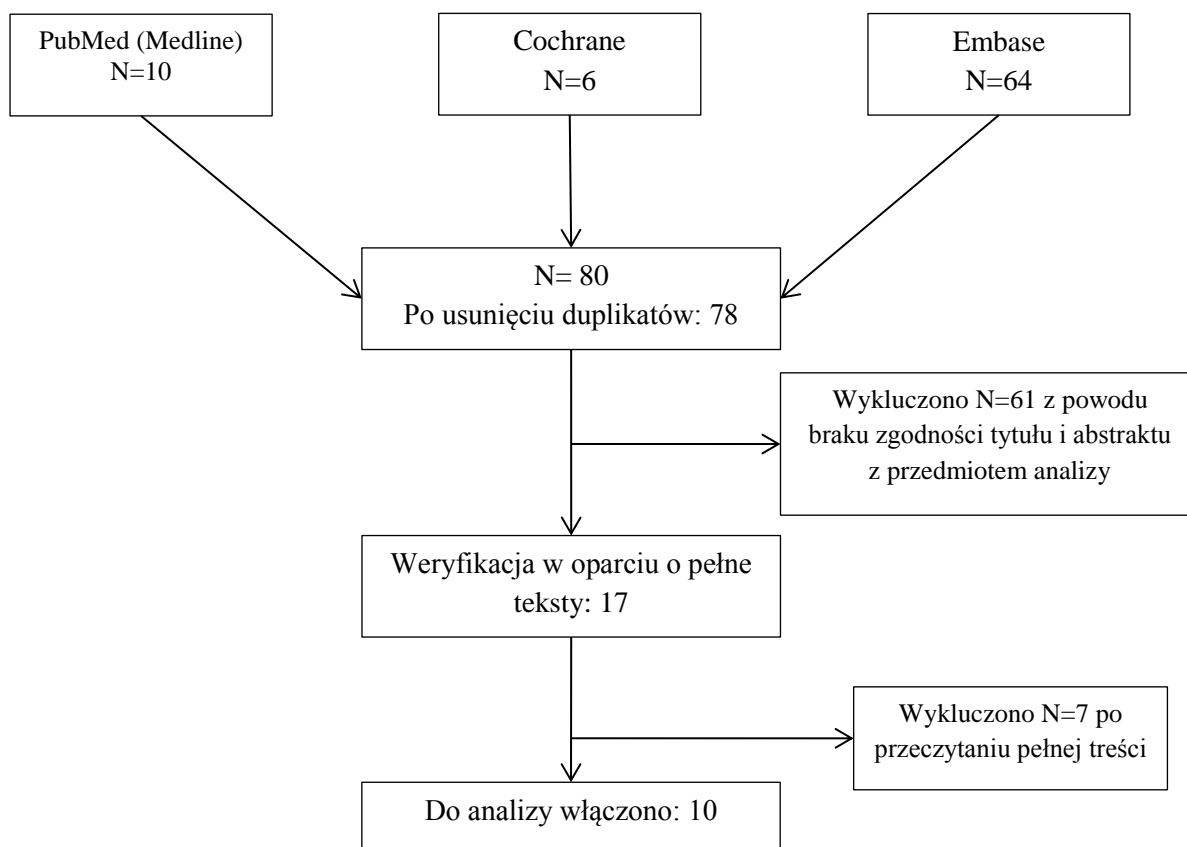 PubMed (Medline)
N=10
Cochrane
N=6
Embase
N=64
N= 80
Po usunięciu duplikatów: 78
Wykluczono N=61 z powodu
braku zgodności tytułu i abstraktu
z przedmiotem analizy
Weryfikacja w oparciu o pełne
teksty: 17
Wykluczono N=7 po
przeczytaniu pełnej treści
Do analizy włączono: 10